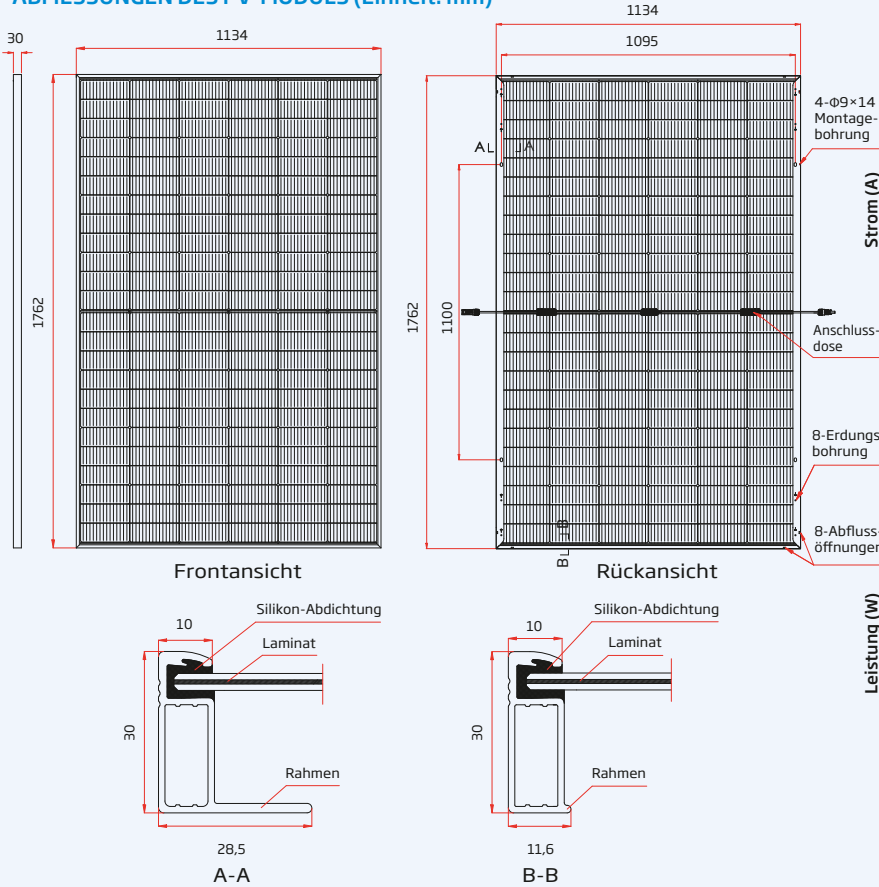 ABMESSUNGEN DES PV-MODULS (Einheit: mm)
30
1134
1762
Frontansicht
1134
1095
1762
1100
A
A
B
B
4-Φ9×14
Montage-
bohrung
Anschluss-
dose
8-Erdungs
bohrung
8-Abfluss-
öffnungen
Rückansicht
Strom (A)
Leistung (W)
10
Silikon-Abdichtung
Laminat
30
Rahmen
28,5
A-A
10
Silikon-Abdichtung
Laminat
30
Rahmen
11,6
B-B